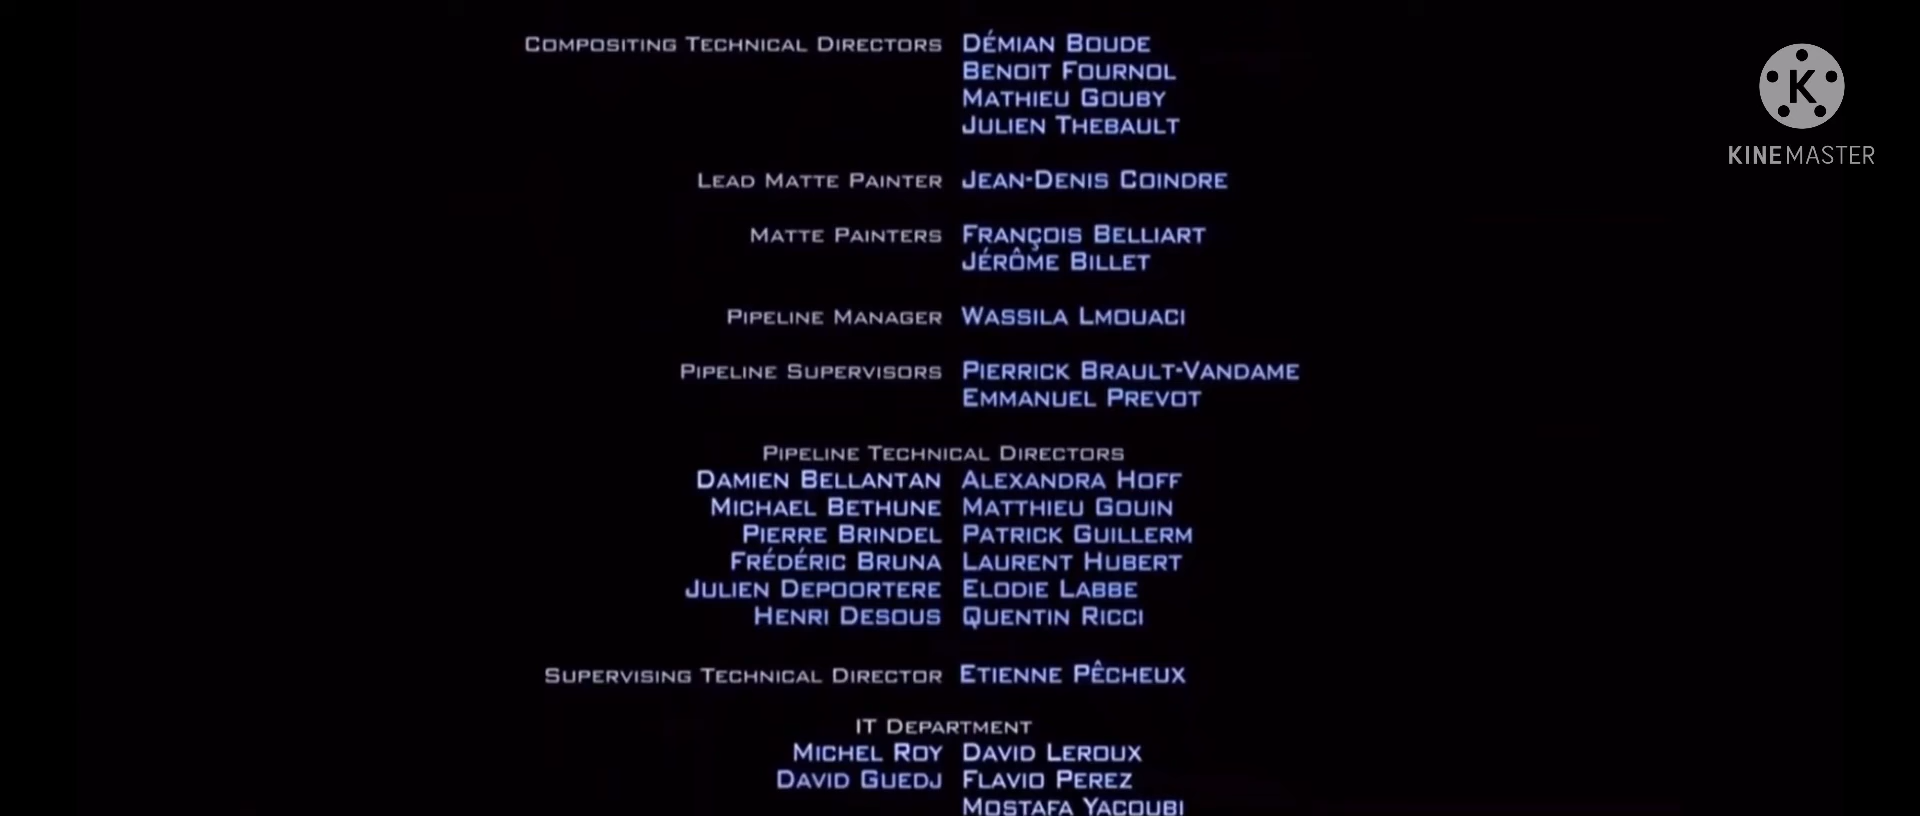 COMPOSITING TECHNICAL DIRECTORS DÉMIAN BOUDE
BENOIT FOURNOL
MATHIEU GOUBY
JULIEN THEBAULT
LEAD MATTE PAINTER JEAN-DENIS COINDRE
MATTE PAINTERS FRANÇOIS BELLIART
JÉRÔME BILLET
PIPELINE MANAGER WASSILA LMOUACI
PIPELINE SUPERVISORS PIERRICK BRAULT-VANDAME
EMMANUEL PREVOT
PIPELINE TECHNICAL DIRECTORS
DAMIEN BELLANTAN ALEXANDRA HOFF
MICHAEL BETHUNE MATTHIEU GOUIN
PIERRE BRINDEL PATRICK GUILLERM
FRÉDÉRIC BRUNA LAURENT HUBERT
JULIEN DEPOORTERE ELODIE LABBE
HENRI DESOUS QUENTIN RICCI
SUPERVISING TECHNICAL DIRECTOR ETIENNE PÊCHEUX
IT DEPARTMENT
MICHEL ROY DAVID LEROUX
DAVID GUEDJ FLAVIO PEREZ
MOSTAFA YACOUBI
K
KINEMASTER